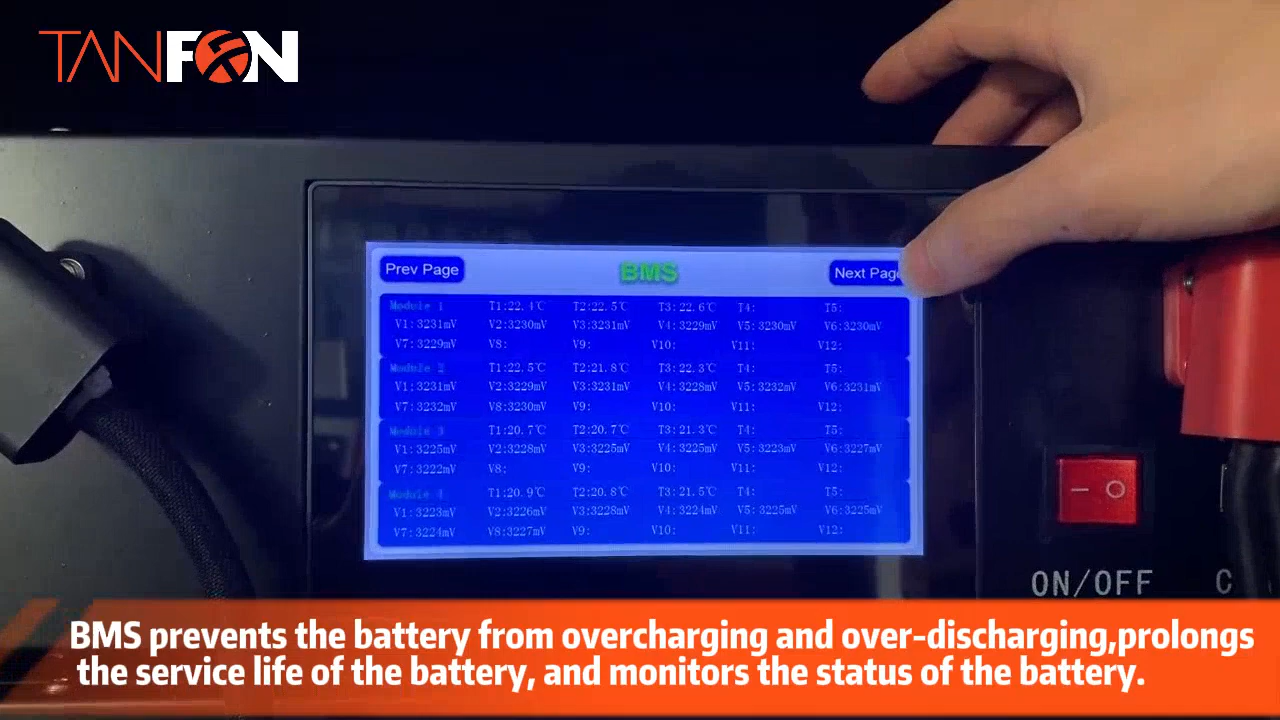 TANFON
Prev Page BMS Next Page
Module 1 T1:22.4℃ T2:22.5℃ T3:22.6℃ T4: T5:
V1:3231mV V2:3230mV V3:3231mV V4:3229mV V5:3230mV V6:3230mV
V7:3229mV V8: V9: V10: V11: V12:
Module 2 T1:22.5℃ T2:21.8℃ T3:22.3℃ T4: T5:
V1:3231mV V2:3229mV V3:3231mV V4:3228mV V5:3232mV V6:3231mV
V7:3232mV V8:3230mV V9: V10: V11: V12:
Module 3 T1:20.7℃ T2:20.7℃ T3:21.3℃ T4: T5:
V1:3225mV V2:3228mV V3:3225mV V4:3225mV V5:3223mV V6:3227mV
V7:3222mV V8: V9: V10: V11: V12:
Module 4 T1:20.9℃ T2:20.8℃ T3:21.5℃ T4: T5:
V1:3223mV V2:3226mV V3:3228mV V4:3224mV V5:3225mV V6:3225mV
V7:3224mV V8:3227mV V9: V10: V11: V12:
ON/OFF C
BMS prevents the battery from overcharging and over-discharging,prolongs
the service life of the battery, and monitors the status of the battery.